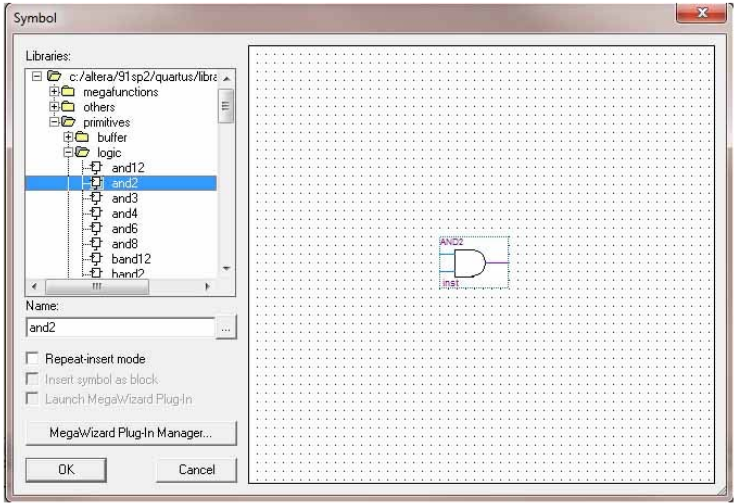 Symbol
Libraries:
c:/altera/91sp2/quartus/libra
megafunctions
others
primitives
buffer
logic
and12
and2
and3
and4
and6
and8
band12
band2
Name:
and2
...
Repeat-insert mode
Insert symbol as block
Launch MegaWizard Plug-In
MegaWizard Plug-In Manager...
OK
Cancel
AND2
inst